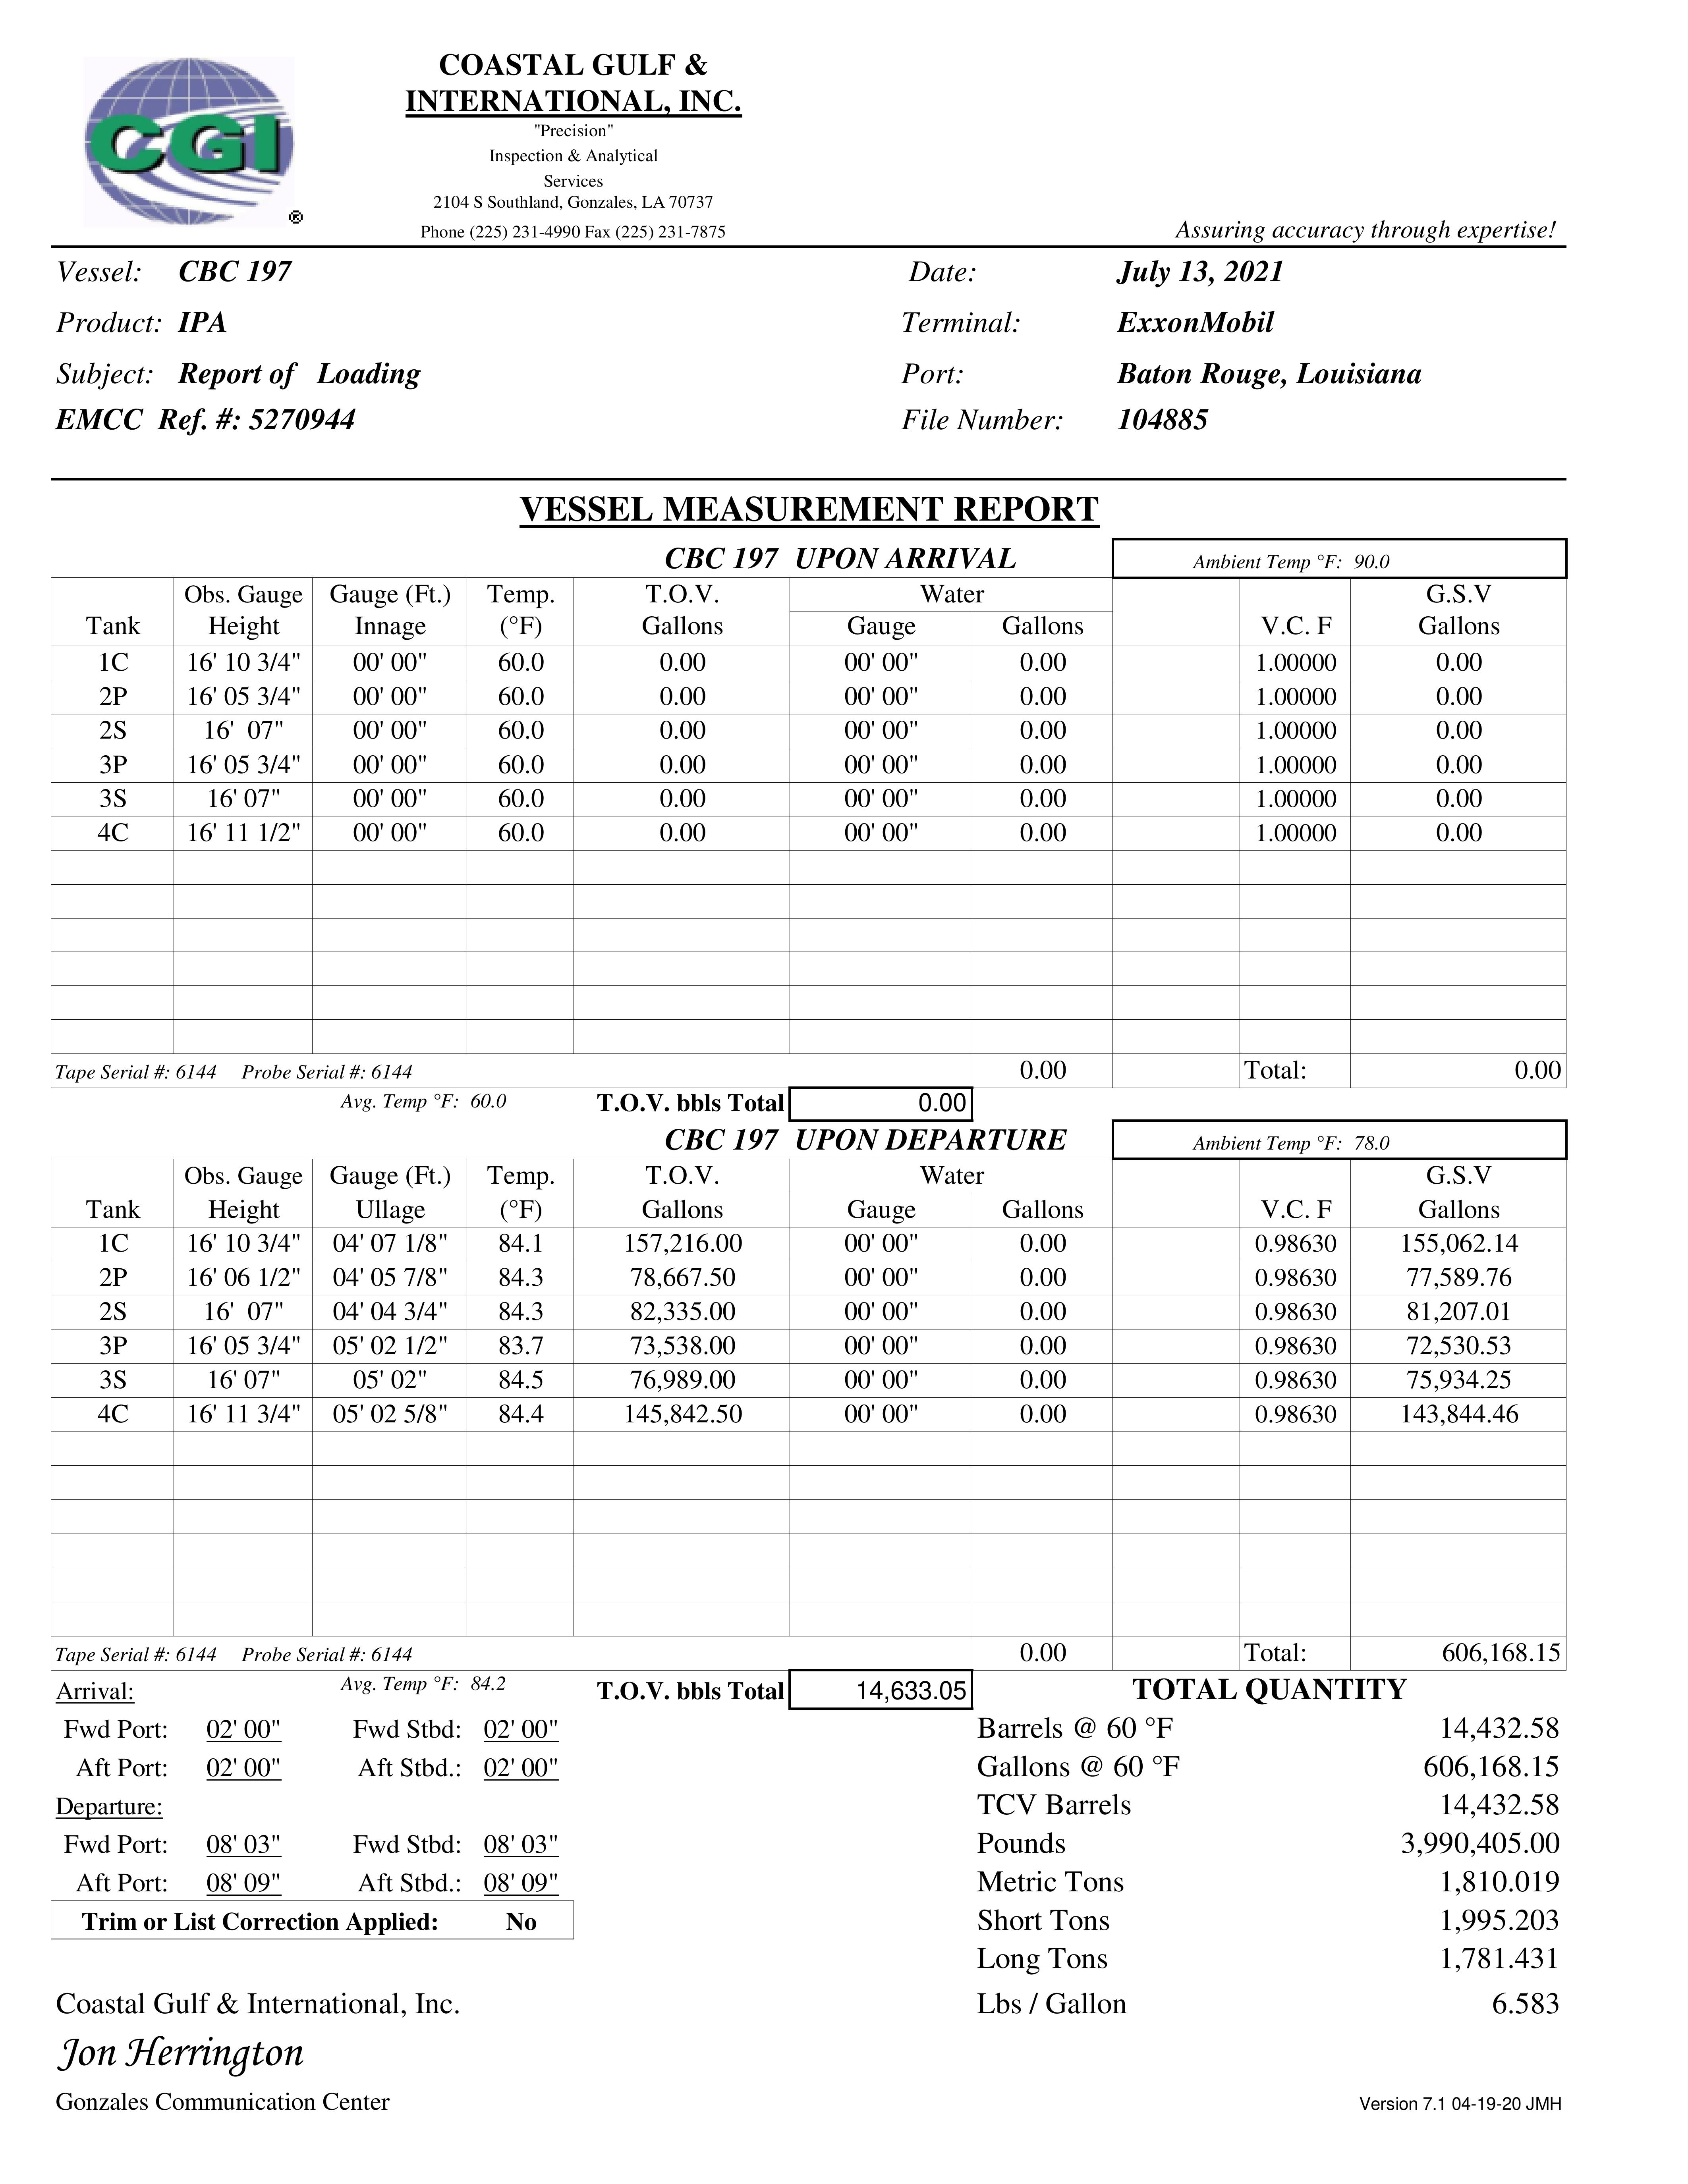 CGI ®
COASTAL GULF &
INTERNATIONAL, INC.
"Precision"
Inspection & Analytical
Services
2104 S Southland, Gonzales, LA 70737
Phone (225) 231-4990 Fax (225) 231-7875
Assuring accuracy through expertise!
Vessel: CBC 197 Date: July 13, 2021
Product: IPA Terminal: ExxonMobil
Subject: Report of Loading Port: Baton Rouge, Louisiana
EMCC Ref. #: 5270944 File Number: 104885
VESSEL MEASUREMENT REPORT
CBC 197 UPON ARRIVAL Ambient Temp °F: 90.0
Obs. Gauge Gauge (Ft.) Temp. T.O.V. Water G.S.V
Tank Height Innage (°F) Gallons Gauge Gallons V.C. F Gallons
1C 16' 10 3/4" 00' 00" 60.0 0.00 00' 00" 0.00 1.00000 0.00
2P 16' 05 3/4" 00' 00" 60.0 0.00 00' 00" 0.00 1.00000 0.00
2S 16' 07" 00' 00" 60.0 0.00 00' 00" 0.00 1.00000 0.00
3P 16' 05 3/4" 00' 00" 60.0 0.00 00' 00" 0.00 1.00000 0.00
3S 16' 07" 00' 00" 60.0 0.00 00' 00" 0.00 1.00000 0.00
4C 16' 11 1/2" 00' 00" 60.0 0.00 00' 00" 0.00 1.00000 0.00
Tape Serial #: 6144 Probe Serial #: 6144 0.00 Total: 0.00
Avg. Temp °F: 60.0 T.O.V. bbls Total 0.00
CBC 197 UPON DEPARTURE Ambient Temp °F: 78.0
Obs. Gauge Gauge (Ft.) Temp. T.O.V. Water G.S.V
Tank Height Ullage (°F) Gallons Gauge Gallons V.C. F Gallons
1C 16' 10 3/4" 04' 07 1/8" 84.1 157,216.00 00' 00" 0.00 0.98630 155,062.14
2P 16' 06 1/2" 04' 05 7/8" 84.3 78,667.50 00' 00" 0.00 0.98630 77,589.76
2S 16' 07" 04' 04 3/4" 84.3 82,335.00 00' 00" 0.00 0.98630 81,207.01
3P 16' 05 3/4" 05' 02 1/2" 83.7 73,538.00 00' 00" 0.00 0.98630 72,530.53
3S 16' 07" 05' 02" 84.5 76,989.00 00' 00" 0.00 0.98630 75,934.25
4C 16' 11 3/4" 05' 02 5/8" 84.4 145,842.50 00' 00" 0.00 0.98630 143,844.46
Tape Serial #: 6144 Probe Serial #: 6144 0.00 Total: 606,168.15
Arrival: Avg. Temp °F: 84.2 T.O.V. bbls Total 14,633.05 TOTAL QUANTITY
Fwd Port: 02' 00" Fwd Stbd: 02' 00" Barrels @ 60 °F 14,432.58
Aft Port: 02' 00" Aft Stbd.: 02' 00" Gallons @ 60 °F 606,168.15
Departure: TCV Barrels 14,432.58
Fwd Port: 08' 03" Fwd Stbd: 08' 03" Pounds 3,990,405.00
Aft Port: 08' 09" Aft Stbd.: 08' 09" Metric Tons 1,810.019
Trim or List Correction Applied: No Short Tons 1,995.203
Long Tons 1,781.431
Coastal Gulf & International, Inc. Lbs / Gallon 6.583
Jon Herrington
Gonzales Communication Center Version 7.1 04-19-20 JMH